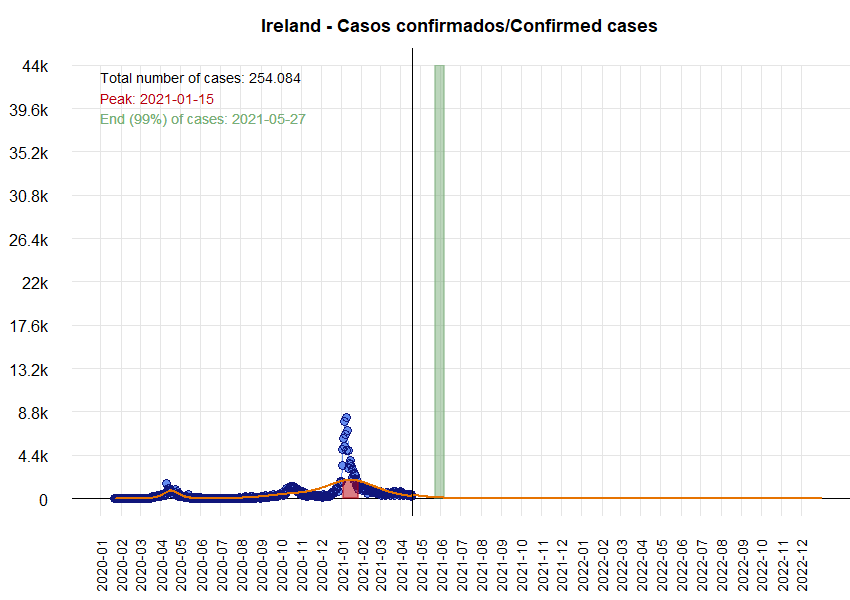 Ireland - Casos confirmados/Confirmed cases
Total number of cases: 254.084
Peak: 2021-01-15
End (99%) of cases: 2021-05-27
44k
39.6k
35.2k
30.8k
26.4k
22k
17.6k
13.2k
8.8k
4.4k
0
2020-01
2020-02
2020-03
2020-04
2020-05
2020-06
2020-07
2020-08
2020-09
2020-10
2020-11
2020-12
2021-01
2021-02
2021-03
2021-04
2021-05
2021-06
2021-07
2021-08
2021-09
2021-10
2021-11
2021-12
2022-01
2022-02
2022-03
2022-04
2022-05
2022-06
2022-07
2022-08
2022-09
2022-10
2022-11
2022-12